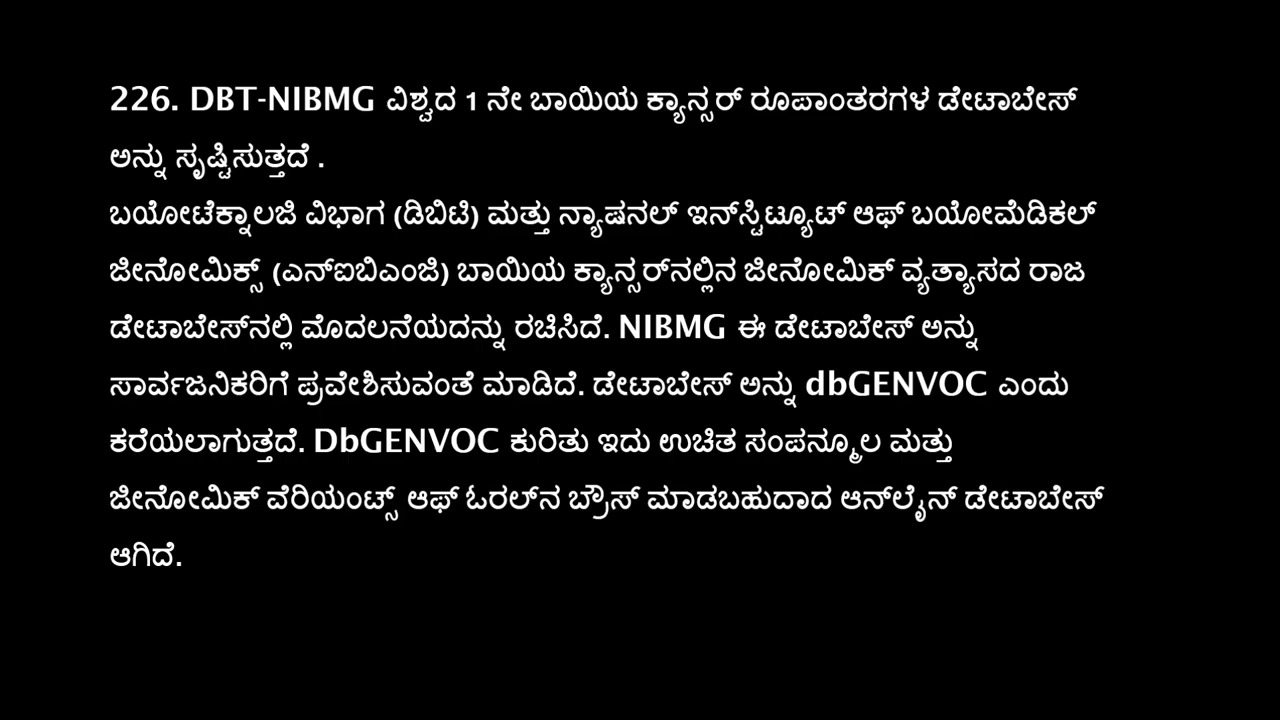 226. DBT-NIBMG ವಿಶ್ವದ 1 ನೇ ಬಾಯಿಯ ಕ್ಯಾನ್ಸರ್ ರೂಪಾಂತರಗಳ ಡೇಟಾಬೇಸ್
ಅನ್ನು ಸೃಷ್ಟಿಸುತ್ತದೆ .
ಬಯೋಟೆಕ್ನಾಲಜಿ ವಿಭಾಗ (ಡಿಬಿಟಿ) ಮತ್ತು ನ್ಯಾಷನಲ್ ಇನ್‌ಸ್ಟಿಟ್ಯೂಟ್ ಆಫ್ ಬಯೋಮೆಡಿಕಲ್
ಜೀನೋಮಿಕ್ಸ್ (ಎನ್ಐಬಿಎಂಜಿ) ಬಾಯಿಯ ಕ್ಯಾನ್ಸರ್‌ನಲ್ಲಿನ ಜೀನೋಮಿಕ್ ವ್ಯತ್ಯಾಸದ ರಾಜ
ಡೇಟಾಬೇಸ್‌ನಲ್ಲಿ ಮೊದಲನೆಯದನ್ನು ರಚಿಸಿದೆ. NIBMG ಈ ಡೇಟಾಬೇಸ್ ಅನ್ನು
ಸಾರ್ವಜನಿಕರಿಗೆ ಪ್ರವೇಶಿಸುವಂತೆ ಮಾಡಿದೆ. ಡೇಟಾಬೇಸ್ ಅನ್ನು dbGENVOC ಎಂದು
ಕರೆಯಲಾಗುತ್ತದೆ. DbGENVOC ಕುರಿತು ಇದು ಉಚಿತ ಸಂಪನ್ಮೂಲ ಮತ್ತು
ಜೀನೋಮಿಕ್ ವೆರಿಯಂಟ್ಸ್ ಆಫ್ ಓರಲ್‌ನ ಬ್ರೌಸ್ ಮಾಡಬಹುದಾದ ಆನ್‌ಲೈನ್ ಡೇಟಾಬೇಸ್
ಆಗಿದೆ.